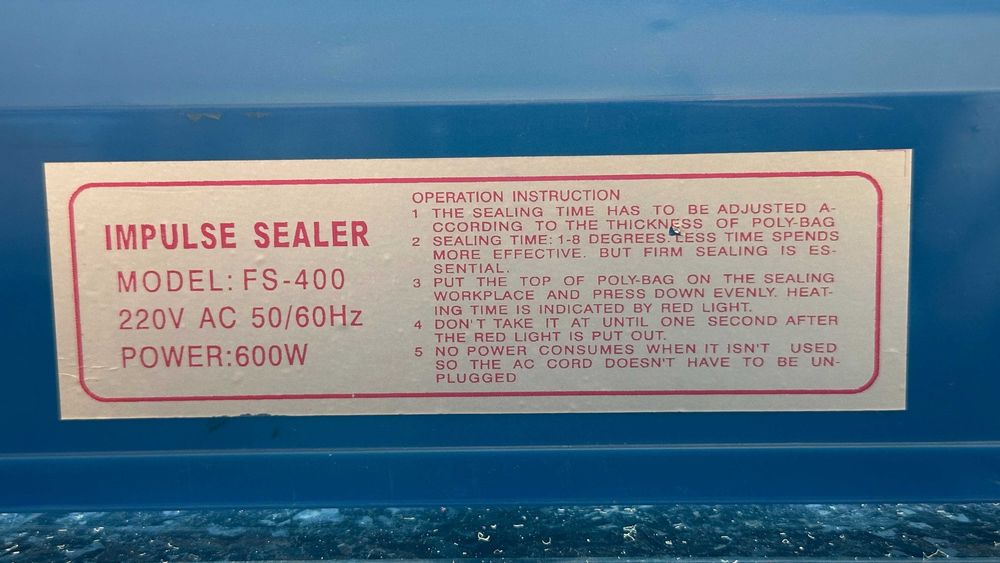 IMPULSE SEALER
MODEL: FS-400
220V AC 50/60Hz
POWER:600W
OPERATION INSTRUCTION
1 THE SEALING TIME HAS TO BE ADJUSTED A-
CCORDING TO THE THICKNESS OF POLY-BAG
2 SEALING TIME: 1-8 DEGREES. LESS TIME SPENDS
MORE EFFECTIVE. BUT FIRM SEALING IS ES-
SENTIAL.
3 PUT THE TOP OF POLY-BAG ON THE SEALING
WORKPLACE AND PRESS DOWN EVENLY. HEAT-
ING TIME IS INDICATED BY RED LIGHT.
4 DON'T TAKE IT AT UNTIL ONE SECOND AFTER
THE RED LIGHT IS PUT OUT.
5 NO POWER CONSUMES WHEN IT ISN'T USED
SO THE AC CORD DOESN'T HAVE TO BE UN-
PLUGGED